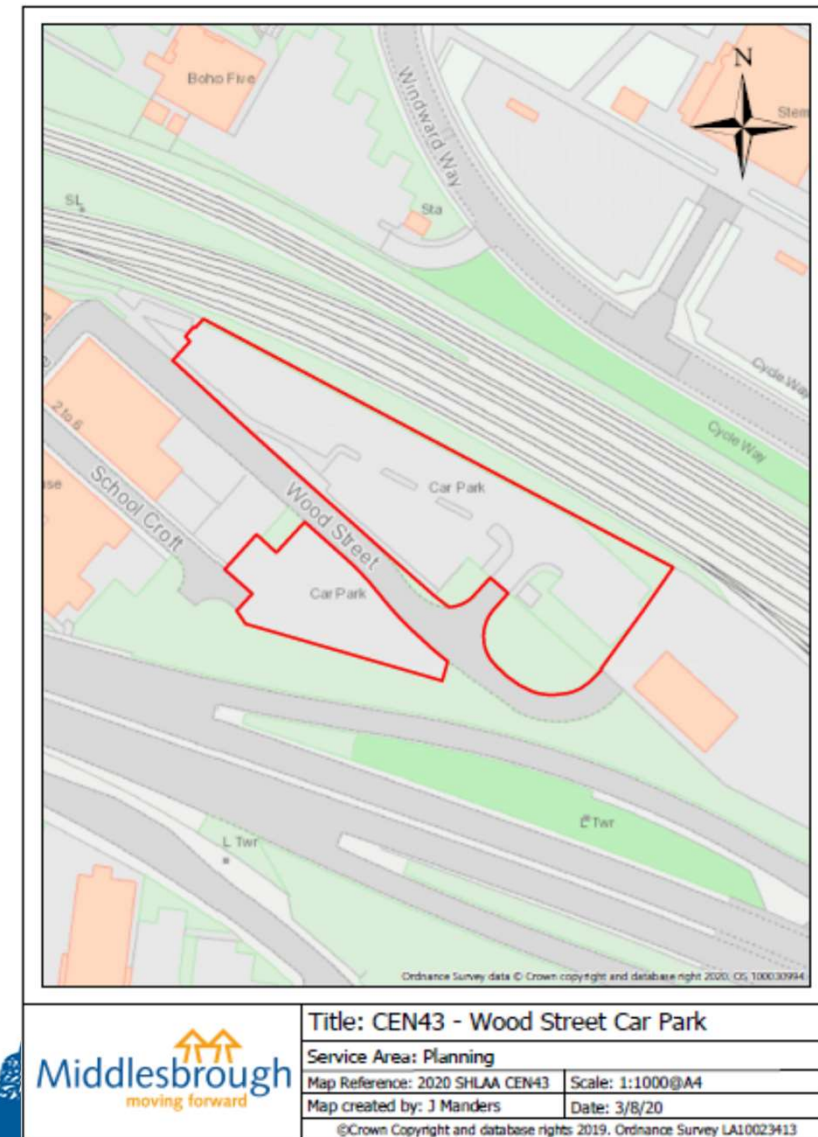 N
Boho Five
Stem
Windward Way
SL
Sta
Cycle Way
Cycle Way
2 to 6
School Croft
Wood Street
Car Park
Car Park
L Twr
L Twr
Ordnance Survey data © Crown copyright and database right 2020. OS 100030994
Middlesbrough
moving forward
Title: CEN43 - Wood Street Car Park
Service Area: Planning
Map Reference: 2020 SHLAA CEN43
Scale: 1:1000@A4
Map created by: J Manders
Date: 3/8/20
©Crown Copyright and database rights 2019. Ordnance Survey LA10023413